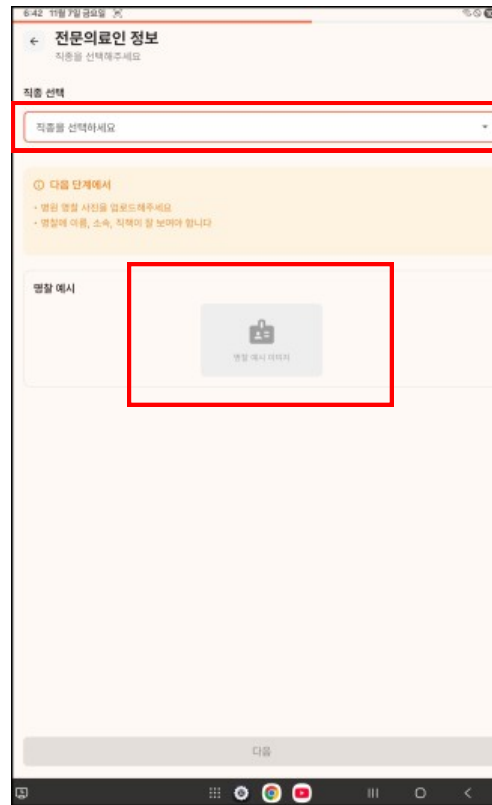 6:42 11월 7일 금요일
전문의료인 정보
직종을 선택해주세요
직종 선택
직종을 선택하세요
다음 단계에서
• 병원 명찰 사진을 업로드해주세요
• 명찰에 이름, 소속, 직책이 잘 보여야 합니다
명찰 예시
명찰 예시 이미지
다음